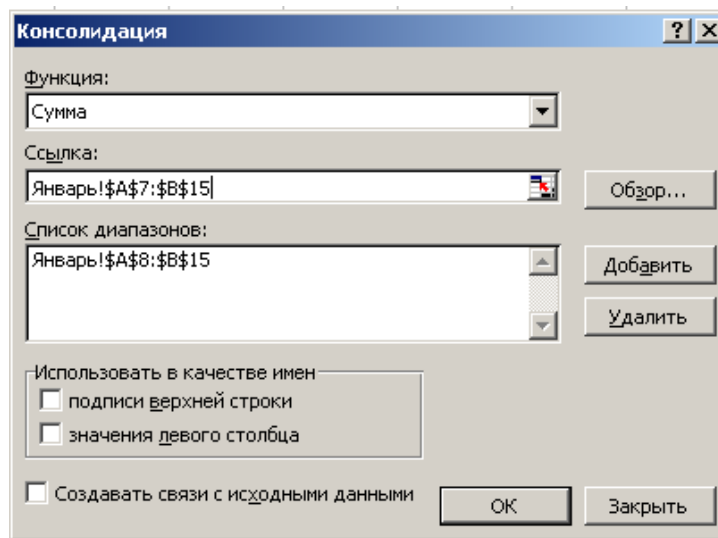 Консолидация
Функция:
Сумма
Ссылка:
Январь!$A$7:$B$15
Обзор...
Список диапазонов:
Январь!$A$8:$B$15
Добавить
Удалить
Использовать в качестве имен
подписи верхней строки
значения левого столбца
Создавать связи с исходными данными
ОК
Закрыть